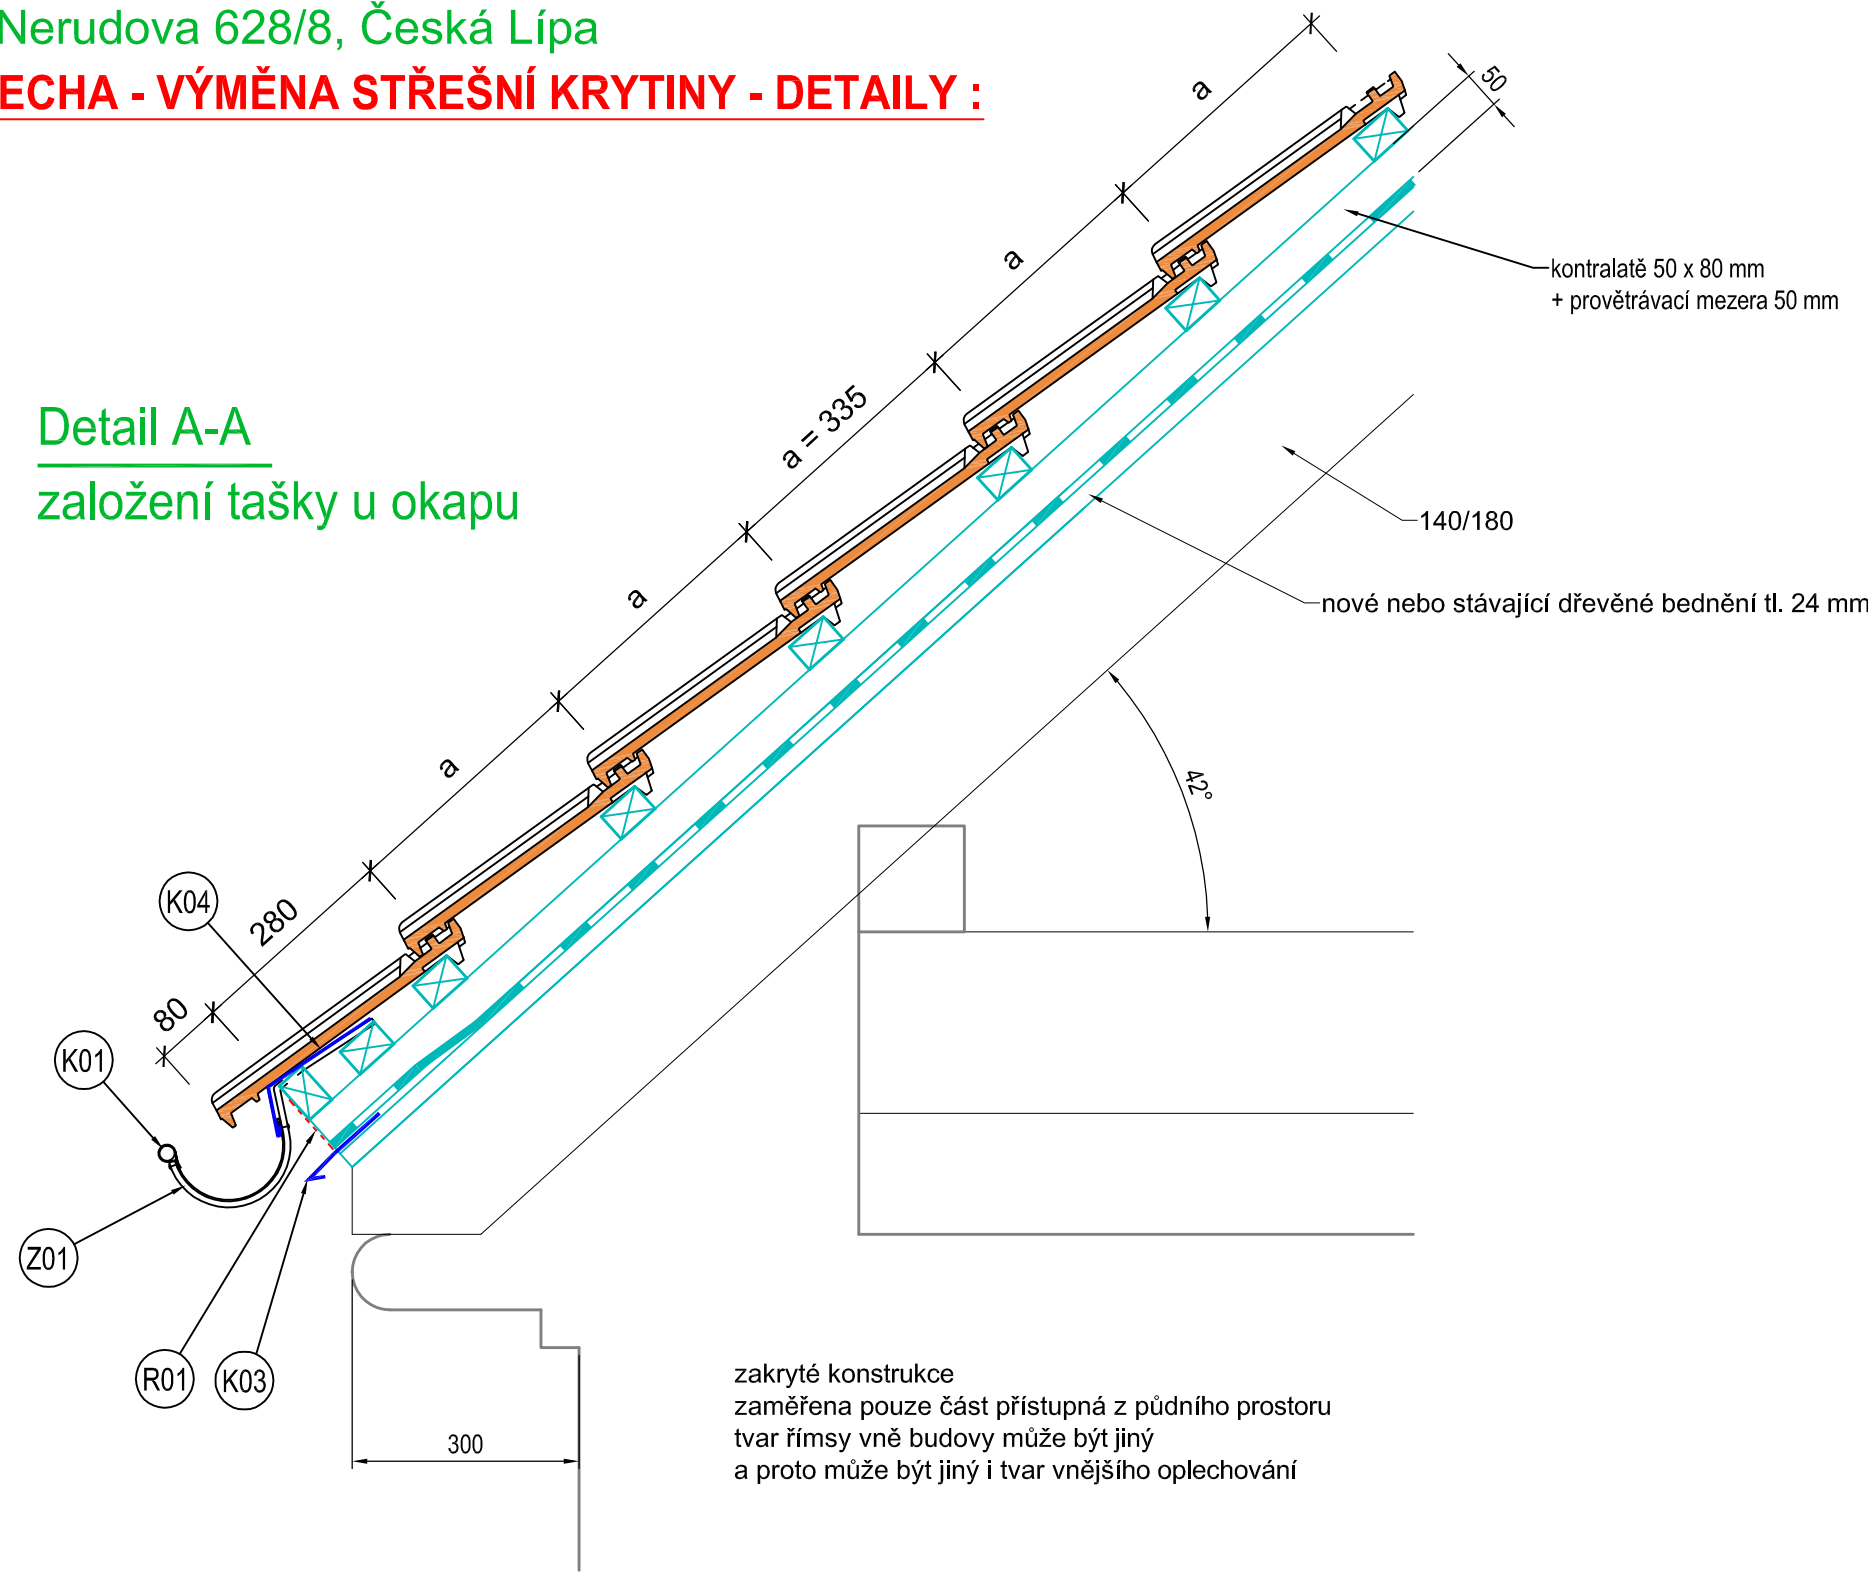 Nerudova 628/8, Česká Lípa
ECHA - VÝMĚNA STŘEŠNÍ KRYTINY - DETAILY :
50
a
a
kontralatě 50 x 80 mm
+ provětrávací mezera 50 mm
Detail A-A
založení tašky u okapu
a = 335
140/180
nové nebo stávající dřevěné bednění tl. 24 mm
a
a
42°
280
80
K04
K01
Z01
R01
K03
300
zakryté konstrukce
zaměřena pouze část přístupná z půdního prostoru
tvar římsy vně budovy může být jiný
a proto může být jiný i tvar vnějšího oplechování